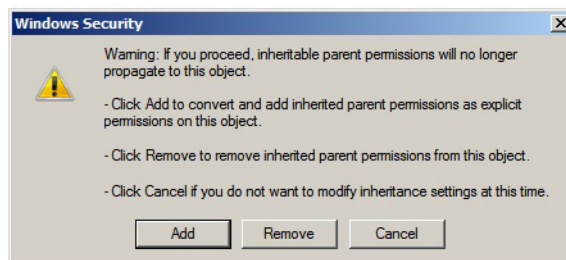 Windows Security
Warning: If you proceed, inheritable parent permissions will no longer
propagate to this object.
- Click Add to convert and add inherited parent permissions as explicit
permissions on this object.
- Click Remove to remove inherited parent permissions from this object.
- Click Cancel if you do not want to modify inheritance settings at this time.
Add Remove Cancel